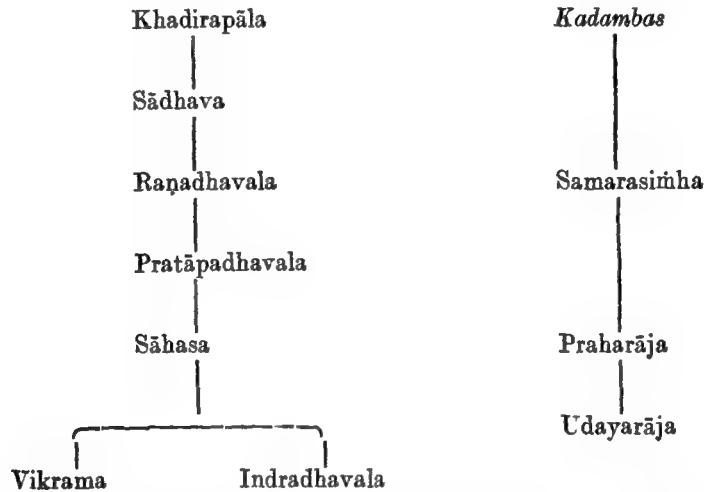 Khadirapāla Kadambas
Sādhava
Raṇadhavala Samarasiṁha
Pratāpadhavala
Sāhasa Praharāja
Udayarāja
Vikrama Indradhavala